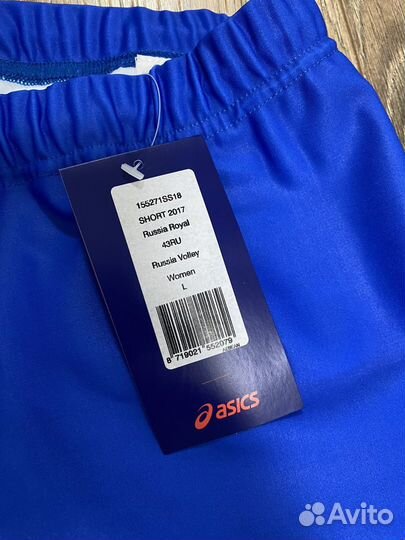 155271SS18
SHORT 2017
Russia Royal
43RU
Russia Volley
Women
L
8 719021 552079
asics
Avito